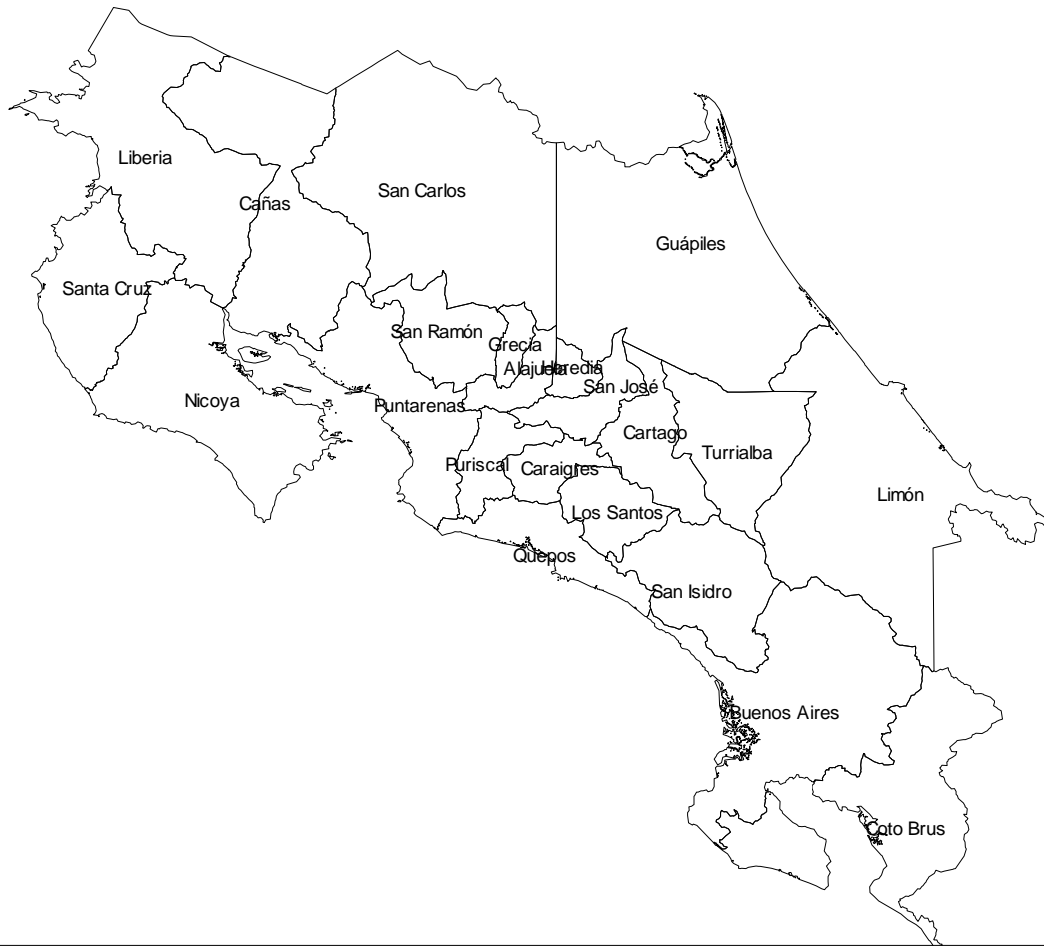 Liberia
San Carlos
Cañas
Guápiles
Santa Cruz
San Ramón
Grecia
Alajuela
Heredia
San José
Nicoya
Puntarenas
Cartago
Turrialba
Puriscal
Caraigres
Limón
Los Santos
Quepos
San Isidro
Buenos Aires
Coto Brus